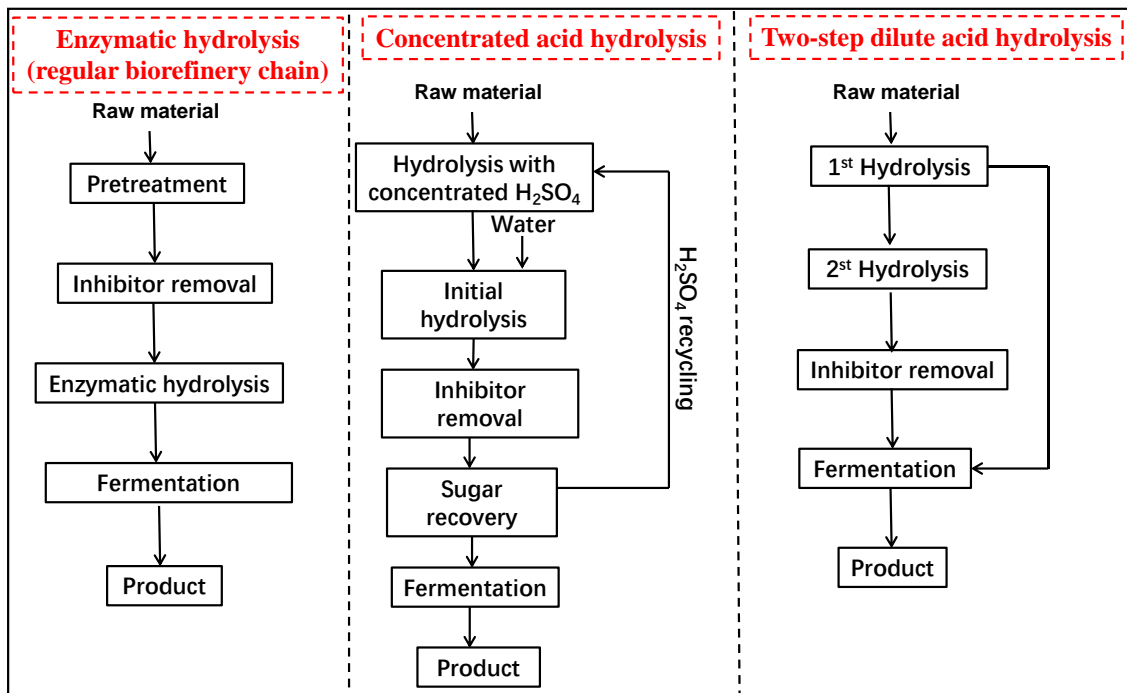 Enzymatic hydrolysis
(regular biorefinery chain)
Raw material
Pretreatment
Inhibitor removal
Enzymatic hydrolysis
Fermentation
Product
Concentrated acid hydrolysis
Raw material
Hydrolysis with
concentrated H₂SO₄
Water
Initial
hydrolysis
Inhibitor
removal
Sugar
recovery
Fermentation
Product
H₂SO₄ recycling
Two-step dilute acid hydrolysis
Raw material
1st Hydrolysis
2st Hydrolysis
Inhibitor removal
Fermentation
Product